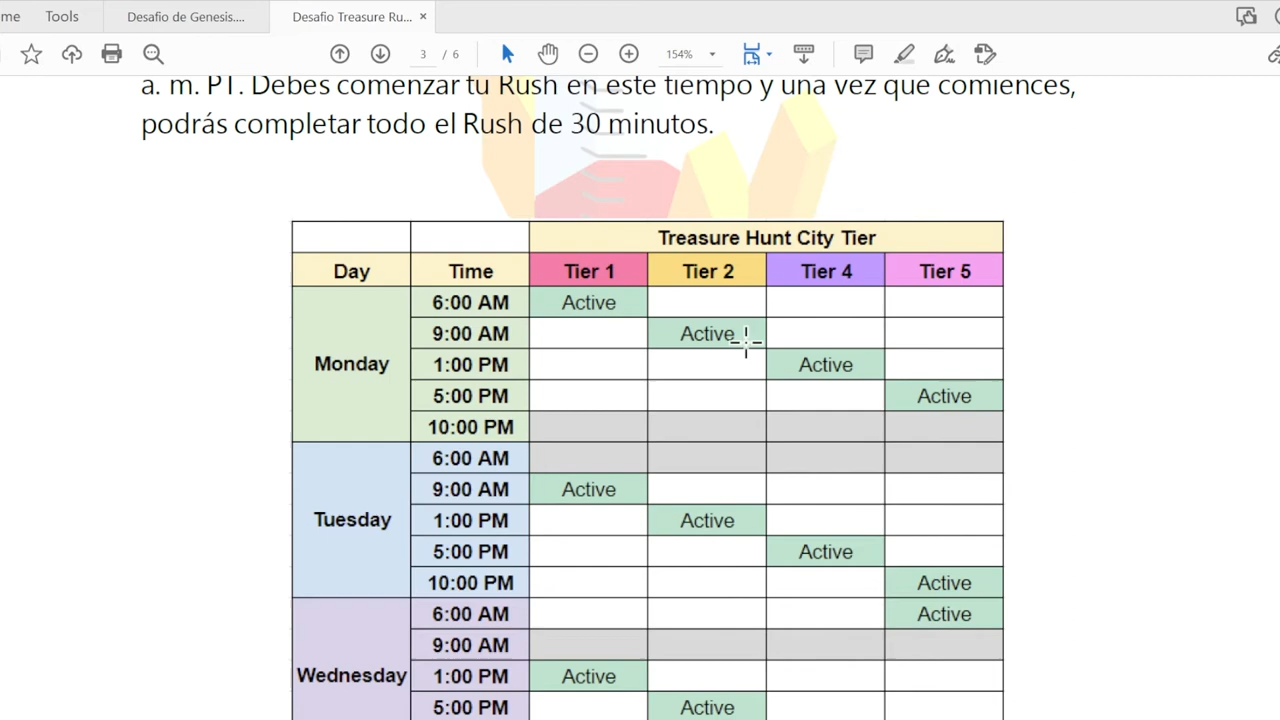 ome Tools Desafio de Genesis.... Desafio Treasure Ru... ×
3 / 6 154%
a. m. PT. Debes comenzar tu Rush en este tiempo y una vez que comiences,
podrás completar todo el Rush de 30 minutos.
Treasure Hunt City Tier
Day Time Tier 1 Tier 2 Tier 4 Tier 5
Monday
6:00 AM Active
9:00 AM Active
1:00 PM Active
5:00 PM Active
10:00 PM
Tuesday
6:00 AM
9:00 AM Active
1:00 PM Active
5:00 PM Active
10:00 PM Active
Wednesday
6:00 AM Active
9:00 AM
1:00 PM Active
5:00 PM Active